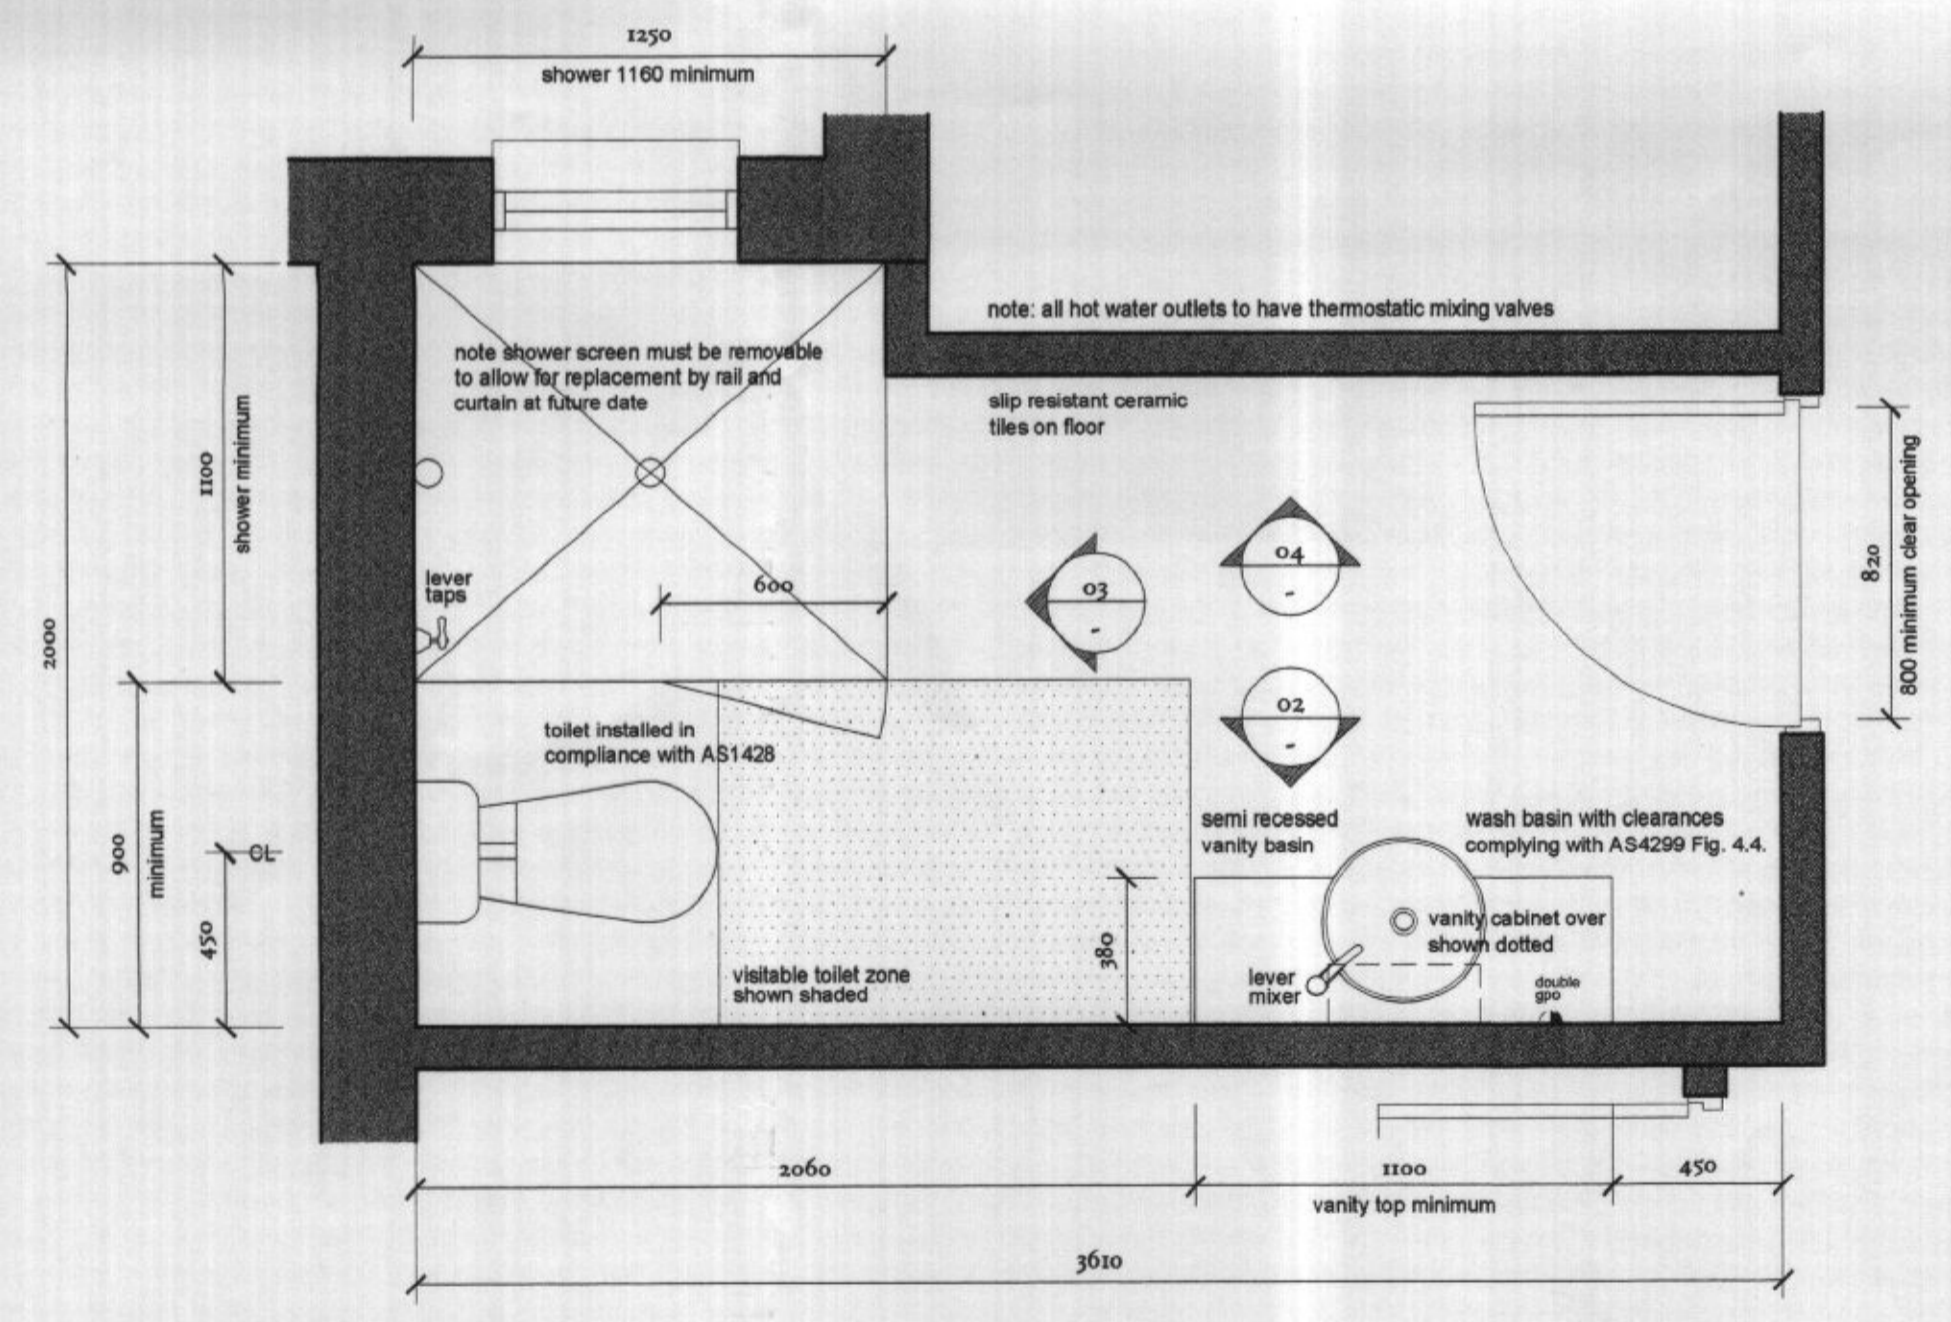 1250
shower 1160 minimum
note: all hot water outlets to have thermostatic mixing valves
note shower screen must be removable
to allow for replacement by rail and
curtain at future date
slip resistant ceramic
tiles on floor
1100
shower minimum
2000
lever
taps
600
03
-
04
-
02
-
820
800 minimum clear opening
toilet installed in
compliance with AS1428
900
minimum
CL
450
semi recessed
vanity basin
wash basin with clearances
complying with AS4299 Fig. 4.4.
vanity cabinet over
shown dotted
380
lever
mixer
double
gpo
visitable toilet zone
shown shaded
2060
1100
vanity top minimum
450
3610